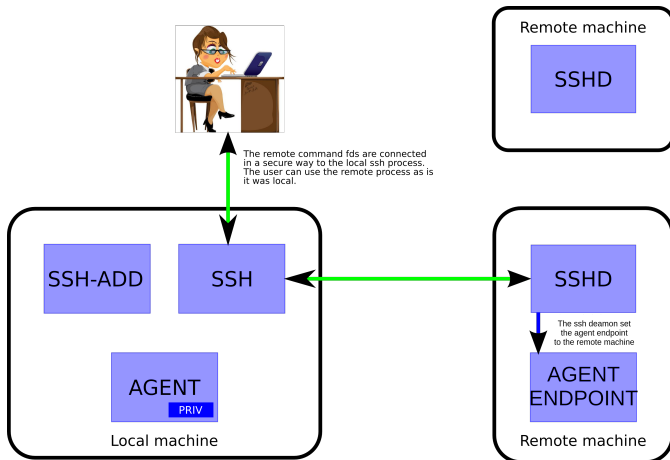 Remote machine
SSHD
The remote command fds are connected
in a secure way to the local ssh process.
The user can use the remote process as is
it was local.
SSH-ADD
SSH
SSHD
The ssh deamon set
the agent endpoint
to the remote machine
AGENT
PRIV
AGENT
ENDPOINT
Local machine
Remote machine